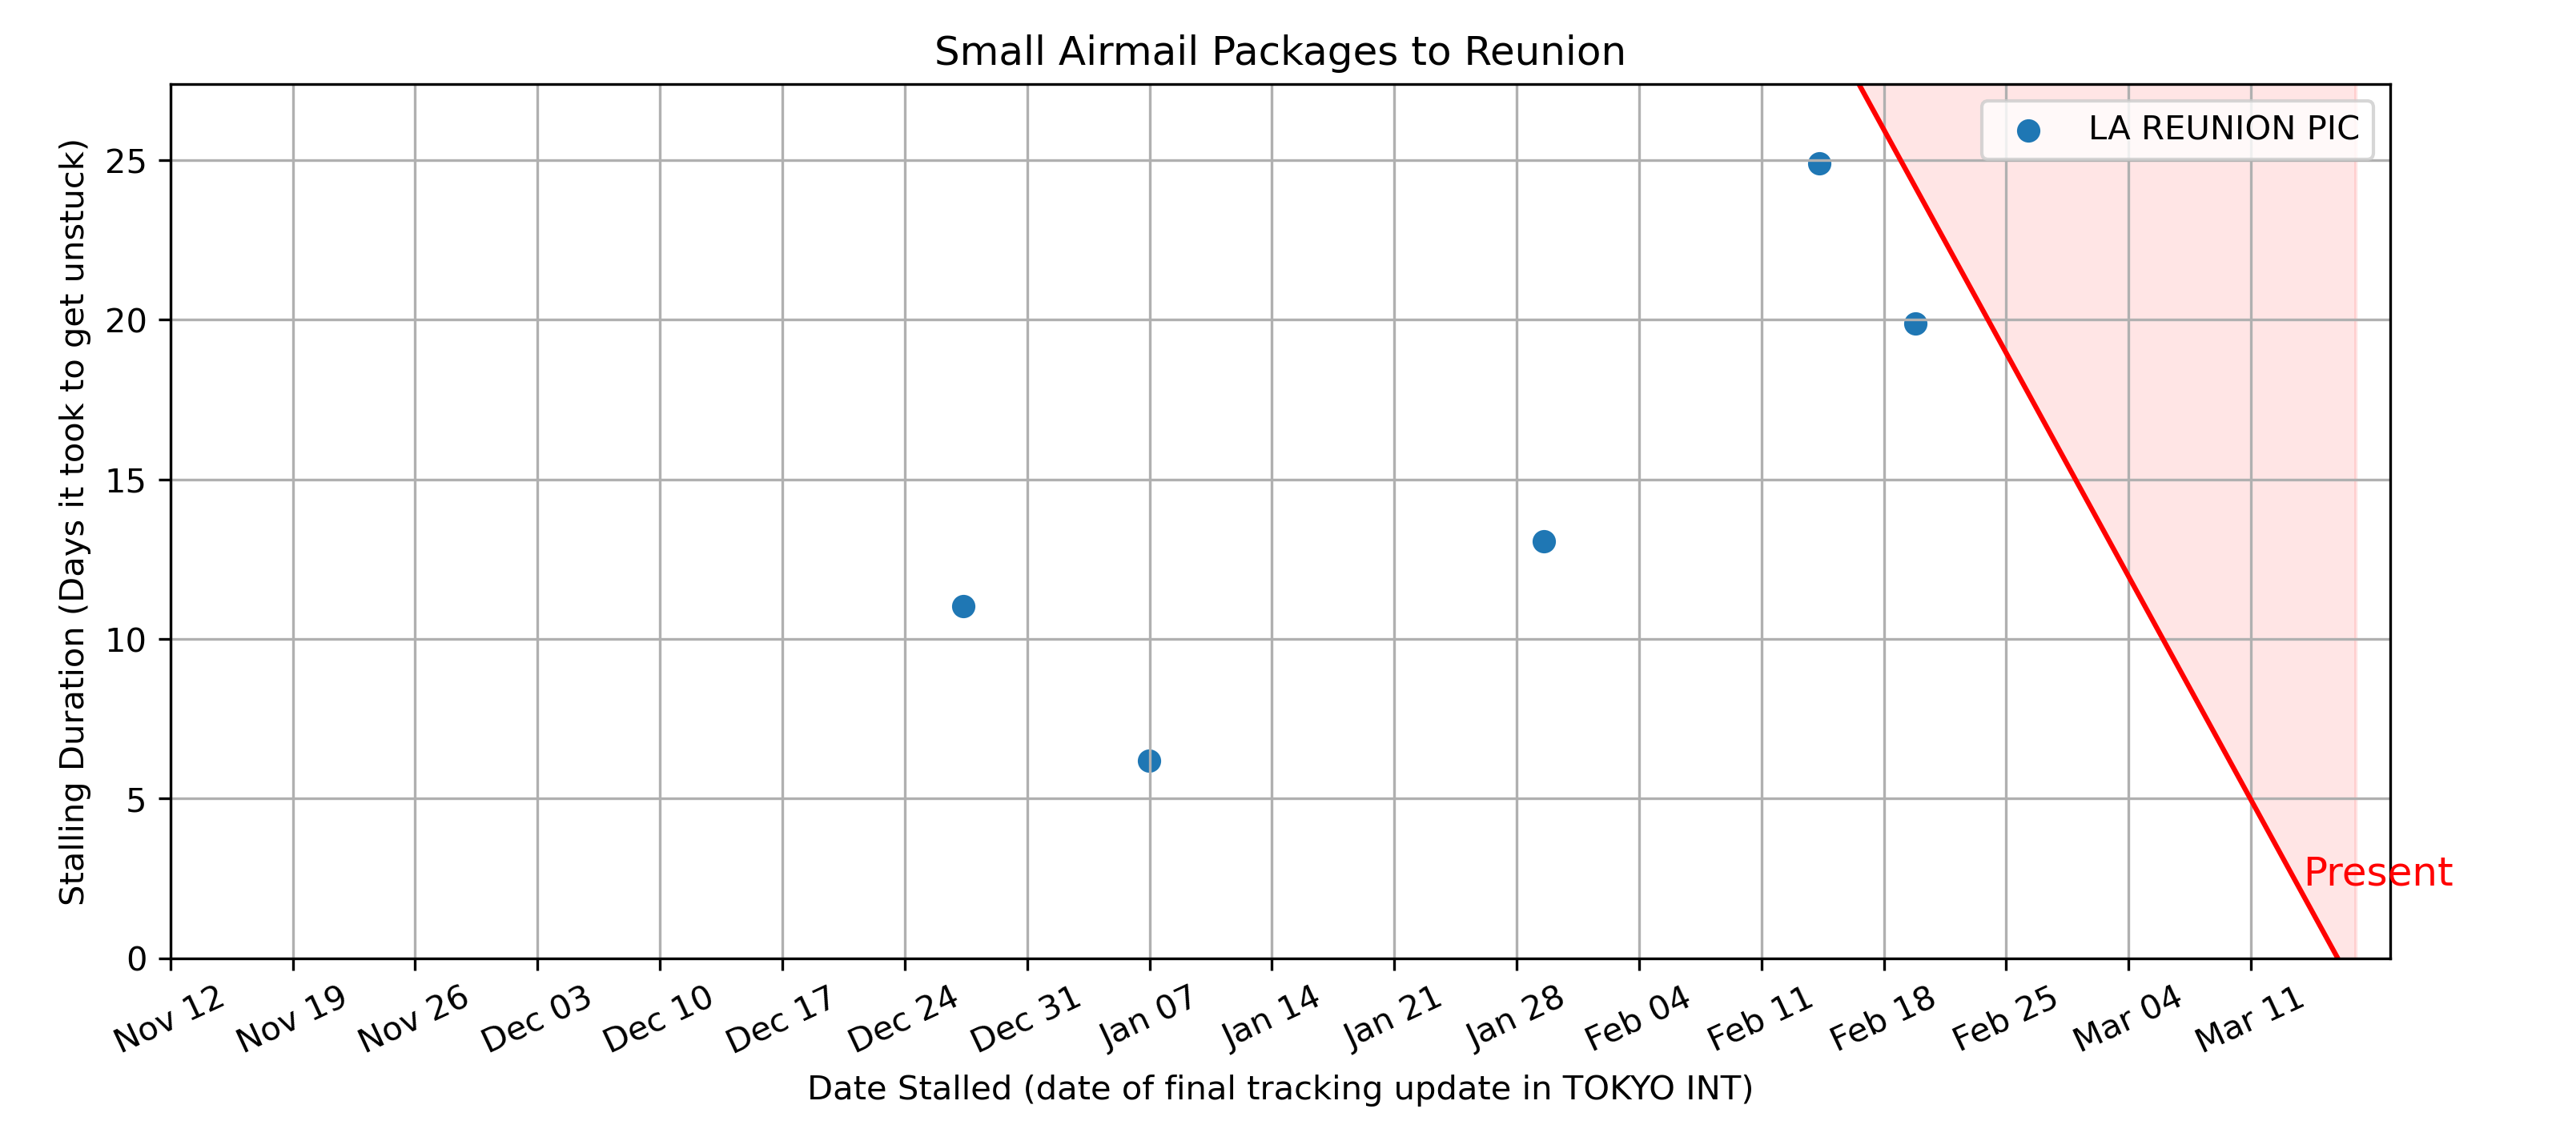 Small Airmail Packages to Reunion
LA REUNION PIC
Stalling Duration (Days it took to get unstuck)
25
20
15
10
5
0
Present
Nov 12
Nov 19
Nov 26
Dec 03
Dec 10
Dec 17
Dec 24
Dec 31
Jan 07
Jan 14
Jan 21
Jan 28
Feb 04
Feb 11
Feb 18
Feb 25
Mar 04
Mar 11
Date Stalled (date of final tracking update in TOKYO INT)